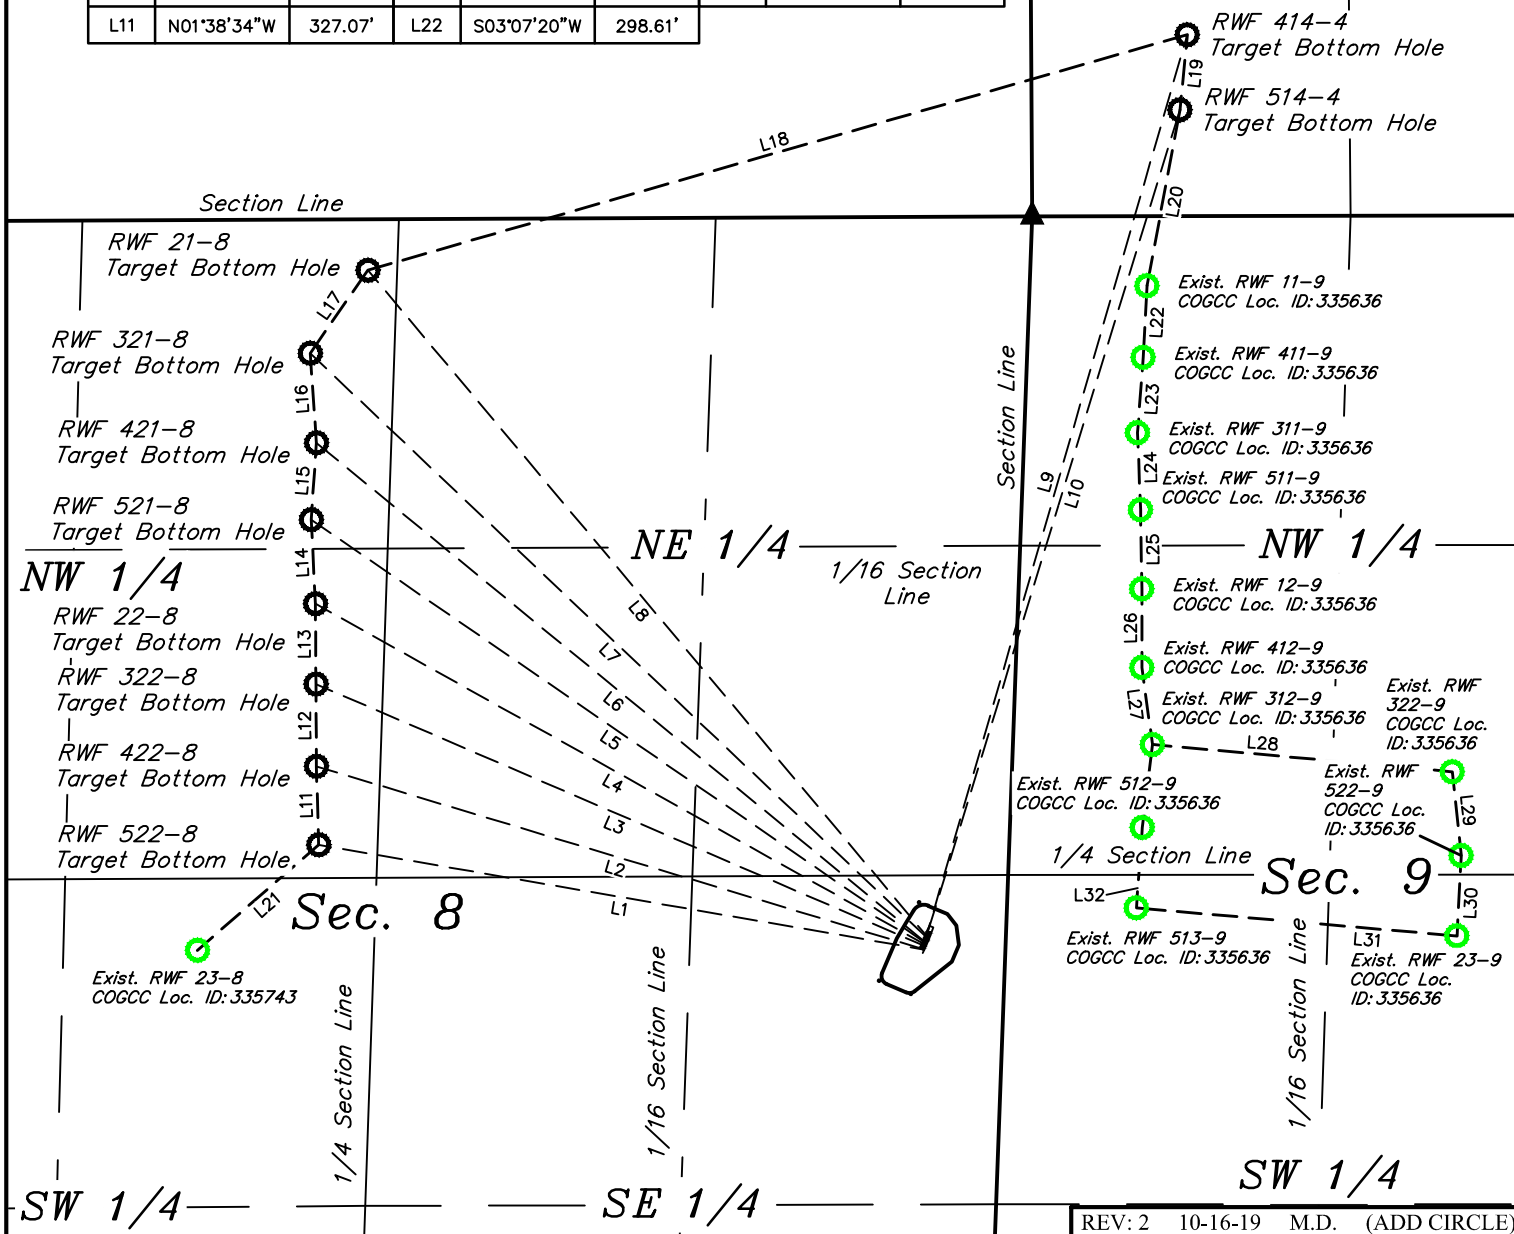 L11 N01°38'34"W 327.07' L22 S03°07'20"W 298.61'
RWF 414-4
Target Bottom Hole
L19
RWF 514-4
Target Bottom Hole
L18
L20
Section Line
RWF 21-8
Target Bottom Hole
L17
Exist. RWF 11-9
COGCC Loc. ID:335636
L22
RWF 321-8
Target Bottom Hole
L16
Exist. RWF 411-9
COGCC Loc. ID:335636
L23
Section Line
RWF 421-8
Target Bottom Hole
L15
Exist. RWF 311-9
COGCC Loc. ID:335636
L24
L9
L10
RWF 521-8
Target Bottom Hole
L14
Exist. RWF 511-9
COGCC Loc. ID:335636
L25
NW 1/4
NE 1/4
1/16 Section
Line
NW 1/4
RWF 22-8
Target Bottom Hole
L13
L8
L7
Exist. RWF 12-9
COGCC Loc. ID:335636
L26
RWF 322-8
Target Bottom Hole
L12
L6
L5
Exist. RWF 412-9
COGCC Loc. ID:335636
L27
Exist. RWF 312-9
COGCC Loc. ID:335636
Exist. RWF
322-9
COGCC Loc.
ID:335636
L28
RWF 422-8
Target Bottom Hole
L11
L4
L3
Exist. RWF 512-9
COGCC Loc. ID:335636
Exist. RWF
522-9
COGCC Loc.
ID:335636
L29
RWF 522-8
Target Bottom Hole
L2
L1
1/4 Section Line
Sec. 9
L21
Sec. 8
L32
L30
L31
Exist. RWF 23-8
COGCC Loc. ID:335743
Exist. RWF 513-9
COGCC Loc. ID:335636
Exist. RWF 23-9
COGCC Loc.
ID:335636
1/4 Section Line
1/16 Section Line
1/16 Section Line
SW 1/4
SE 1/4
SW 1/4
REV: 2 10-16-19 M.D. (ADD CIRCLE)